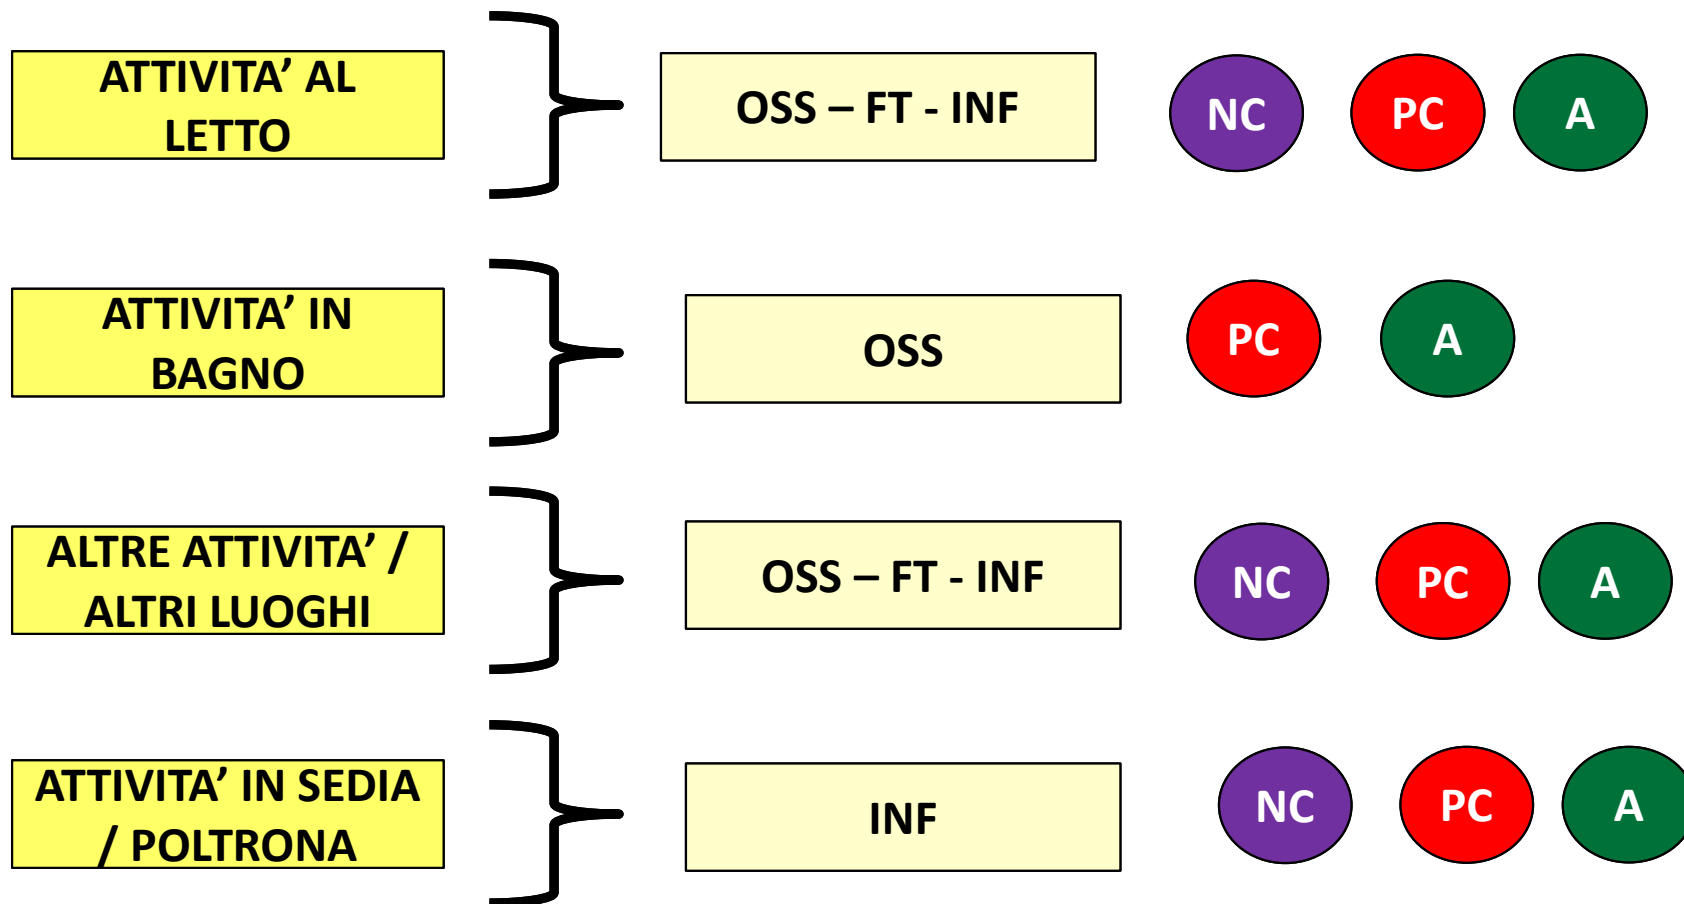 ATTIVITA’ AL
LETTO
OSS – FT - INF
NC
PC
A
ATTIVITA’ IN
BAGNO
OSS
PC
A
ALTRE ATTIVITA’ /
ALTRI LUOGHI
OSS – FT - INF
NC
PC
A
ATTIVITA’ IN SEDIA
/ POLTRONA
INF
NC
PC
A